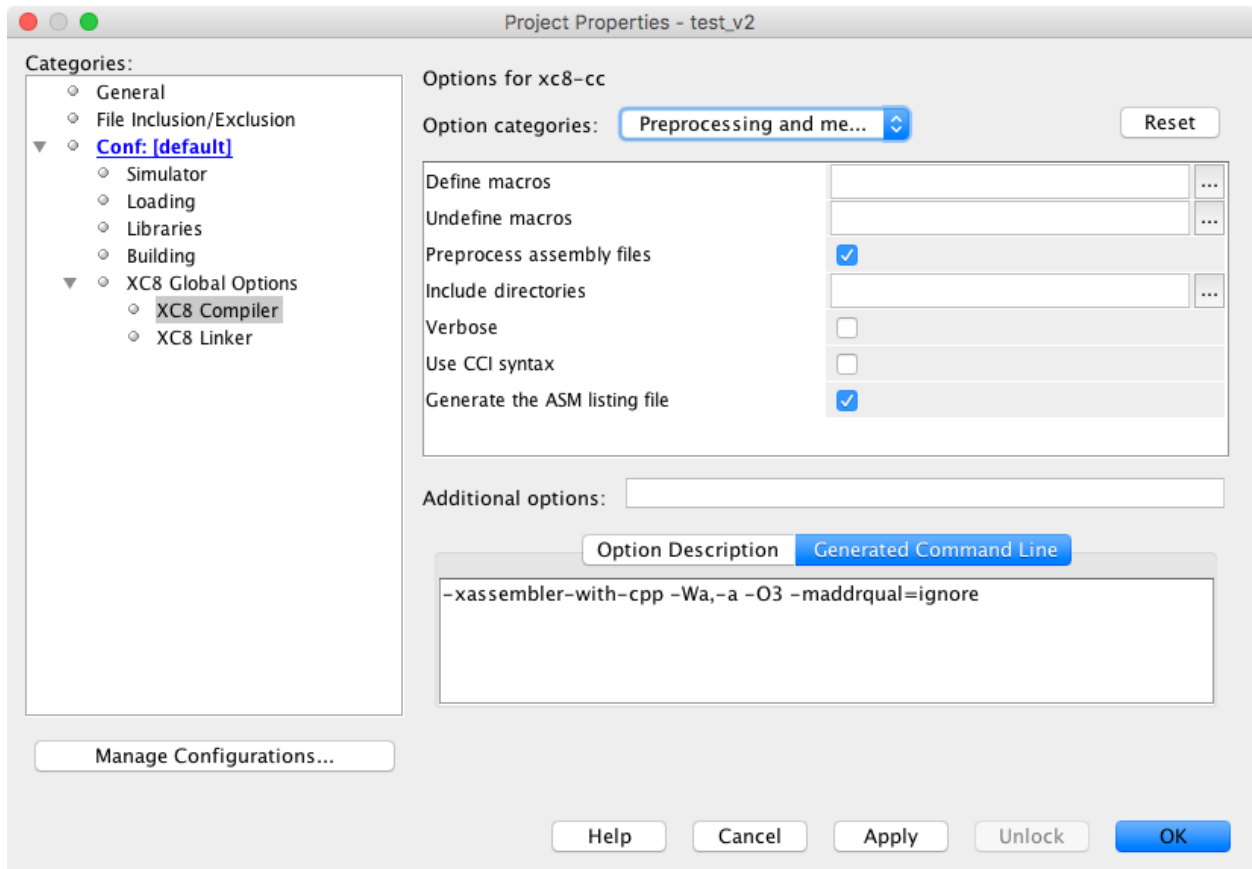 Project Properties - test_v2
Categories:
General
File Inclusion/Exclusion
Conf: [default]
Simulator
Loading
Libraries
Building
XC8 Global Options
XC8 Compiler
XC8 Linker
Manage Configurations...
Options for xc8-cc
Option categories: Preprocessing and me... Reset
Define macros ...
Undefine macros ...
Preprocess assembly files
Include directories ...
Verbose
Use CCI syntax
Generate the ASM listing file
Additional options:
Option Description Generated Command Line
-xassembler-with-cpp -Wa,-a -O3 -maddrqual=ignore
Help Cancel Apply Unlock OK